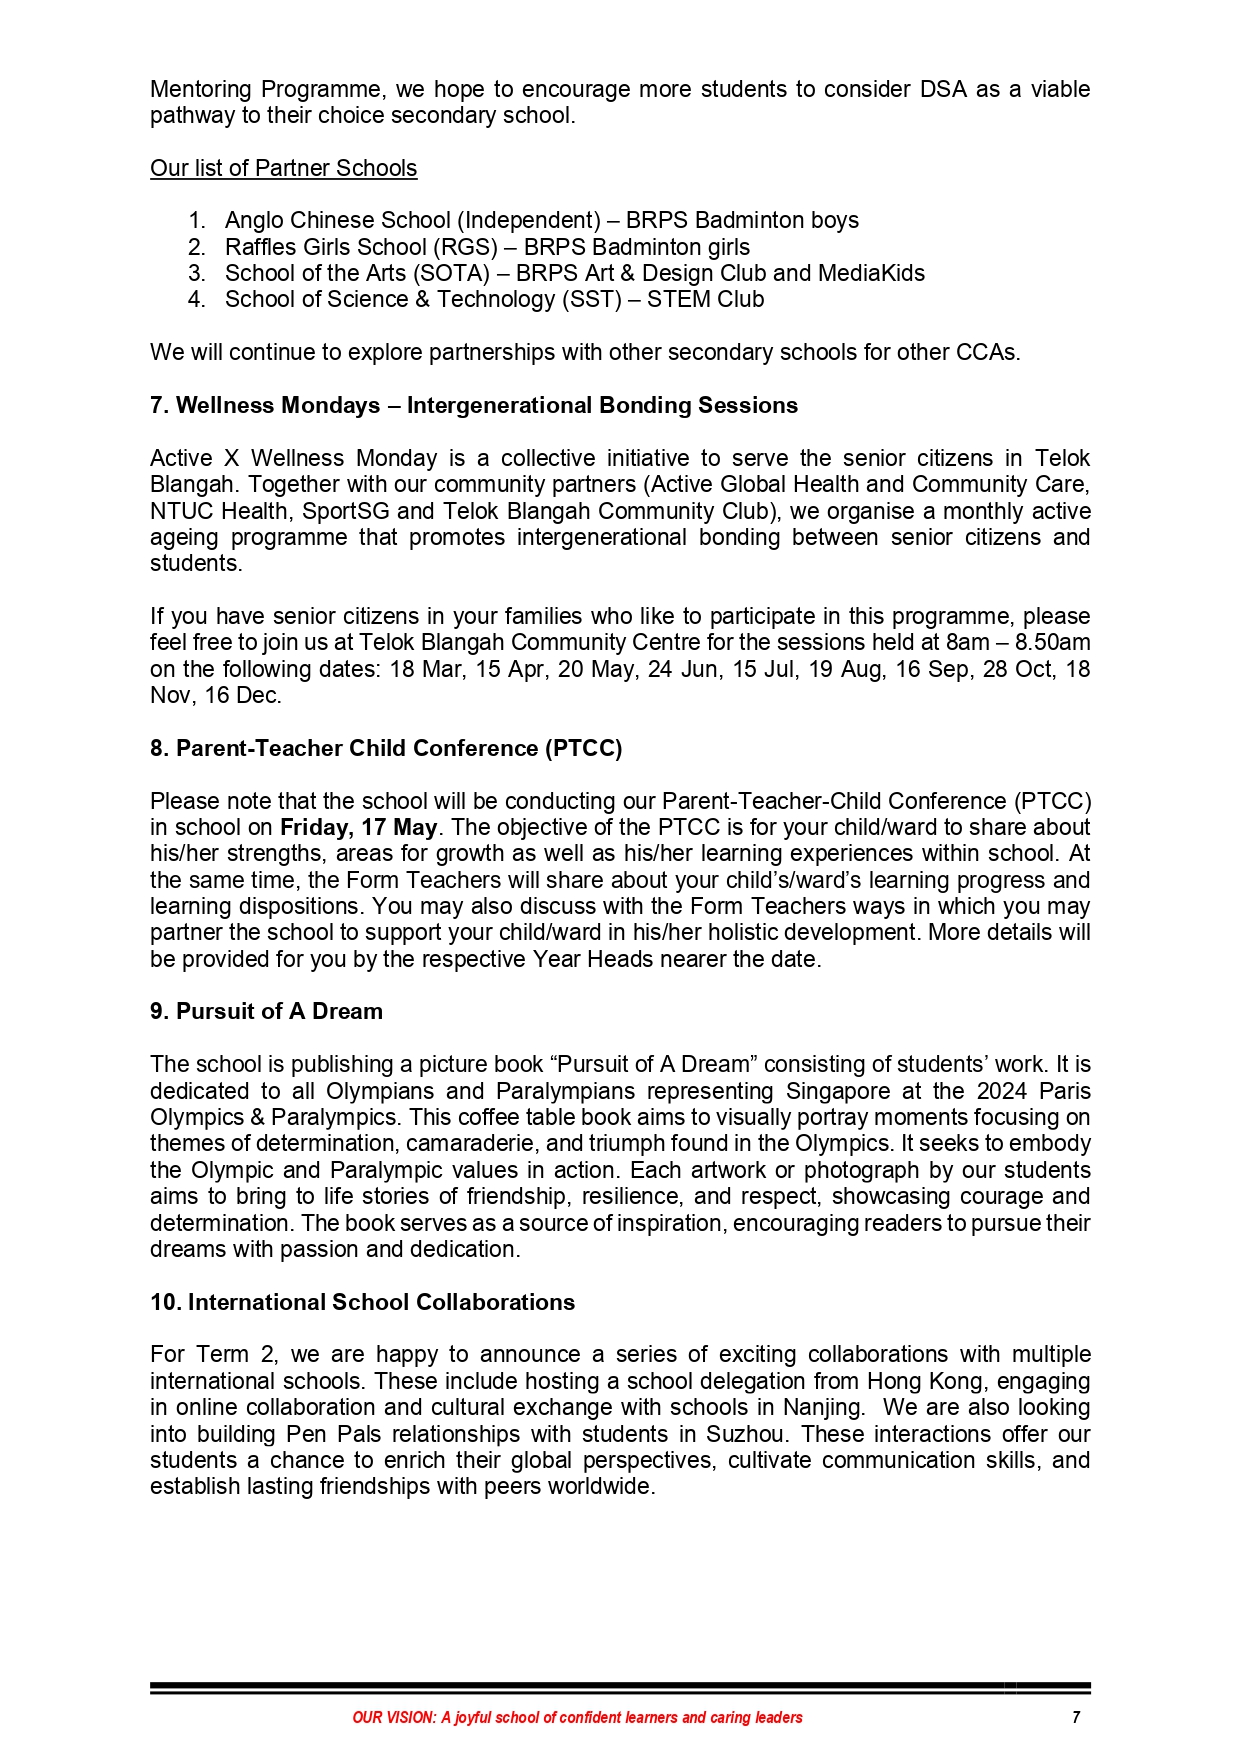 Mentoring Programme, we hope to encourage more students to consider DSA as a viable
pathway to their choice secondary school.
Our list of Partner Schools
1. Anglo Chinese School (Independent) – BRPS Badminton boys
2. Raffles Girls School (RGS) – BRPS Badminton girls
3. School of the Arts (SOTA) – BRPS Art & Design Club and MediaKids
4. School of Science & Technology (SST) – STEM Club
We will continue to explore partnerships with other secondary schools for other CCAs.
7. Wellness Mondays – Intergenerational Bonding Sessions
Active X Wellness Monday is a collective initiative to serve the senior citizens in Telok
Blangah. Together with our community partners (Active Global Health and Community Care,
NTUC Health, SportSG and Telok Blangah Community Club), we organise a monthly active
ageing programme that promotes intergenerational bonding between senior citizens and
students.
If you have senior citizens in your families who like to participate in this programme, please
feel free to join us at Telok Blangah Community Centre for the sessions held at 8am – 8.50am
on the following dates: 18 Mar, 15 Apr, 20 May, 24 Jun, 15 Jul, 19 Aug, 16 Sep, 28 Oct, 18
Nov, 16 Dec.
8. Parent-Teacher Child Conference (PTCC)
Please note that the school will be conducting our Parent-Teacher-Child Conference (PTCC)
in school on Friday, 17 May. The objective of the PTCC is for your child/ward to share about
his/her strengths, areas for growth as well as his/her learning experiences within school. At
the same time, the Form Teachers will share about your child’s/ward’s learning progress and
learning dispositions. You may also discuss with the Form Teachers ways in which you may
partner the school to support your child/ward in his/her holistic development. More details will
be provided for you by the respective Year Heads nearer the date.
9. Pursuit of A Dream
The school is publishing a picture book “Pursuit of A Dream” consisting of students’ work. It is
dedicated to all Olympians and Paralympians representing Singapore at the 2024 Paris
Olympics & Paralympics. This coffee table book aims to visually portray moments focusing on
themes of determination, camaraderie, and triumph found in the Olympics. It seeks to embody
the Olympic and Paralympic values in action. Each artwork or photograph by our students
aims to bring to life stories of friendship, resilience, and respect, showcasing courage and
determination. The book serves as a source of inspiration, encouraging readers to pursue their
dreams with passion and dedication.
10. International School Collaborations
For Term 2, we are happy to announce a series of exciting collaborations with multiple
international schools. These include hosting a school delegation from Hong Kong, engaging
in online collaboration and cultural exchange with schools in Nanjing.  We are also looking
into building Pen Pals relationships with students in Suzhou. These interactions offer our
students a chance to enrich their global perspectives, cultivate communication skills, and
establish lasting friendships with peers worldwide.
OUR VISION: A joyful school of confident learners and caring leaders 7